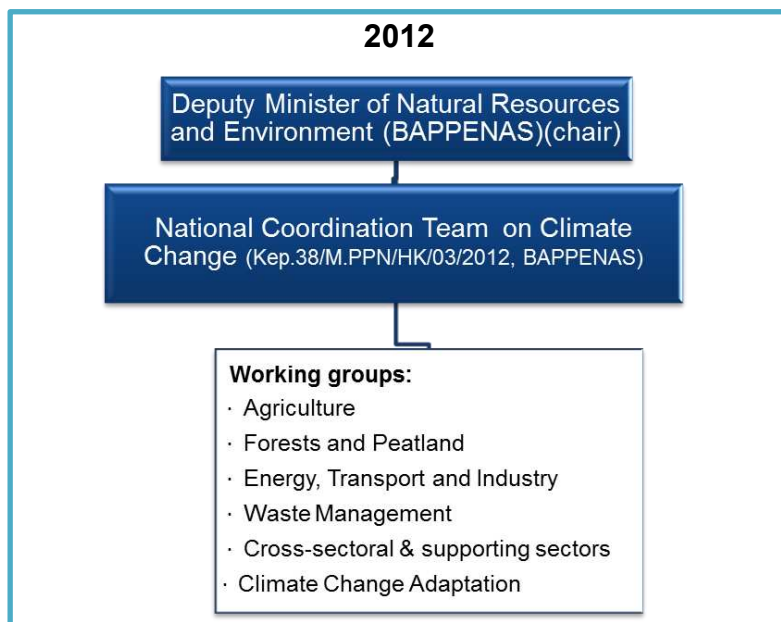 2012
Deputy Minister of Natural Resources
and Environment (BAPPENAS)(chair)
National Coordination Team on Climate
Change (Kep.38/M.PPN/HK/03/2012, BAPPENAS)
Working groups:
· Agriculture
· Forests and Peatland
· Energy, Transport and Industry
· Waste Management
· Cross-sectoral & supporting sectors
· Climate Change Adaptation